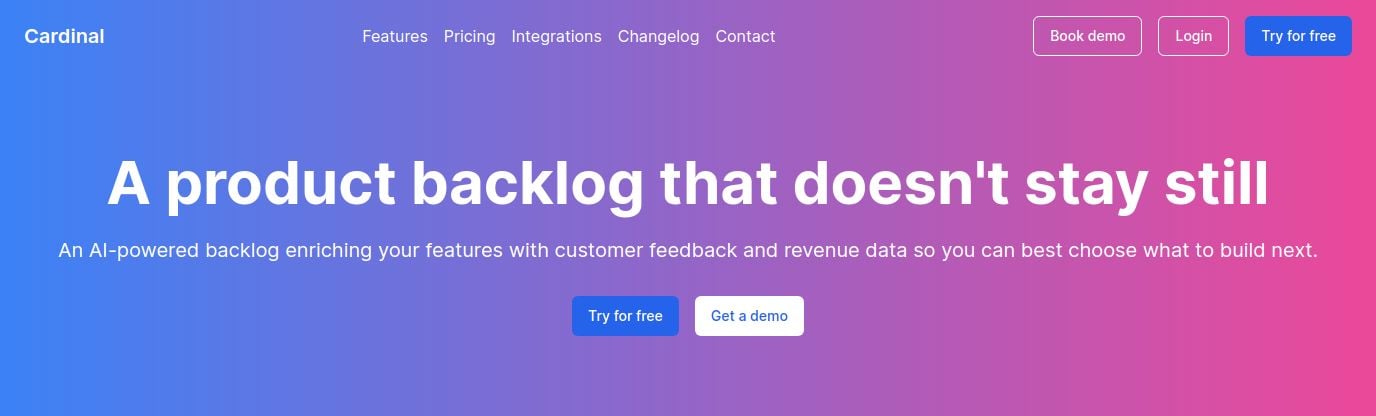 Cardinal
Features Pricing Integrations Changelog Contact
Book demo Login Try for free
A product backlog that doesn't stay still
An AI-powered backlog enriching your features with customer feedback and revenue data so you can best choose what to build next.
Try for free Get a demo